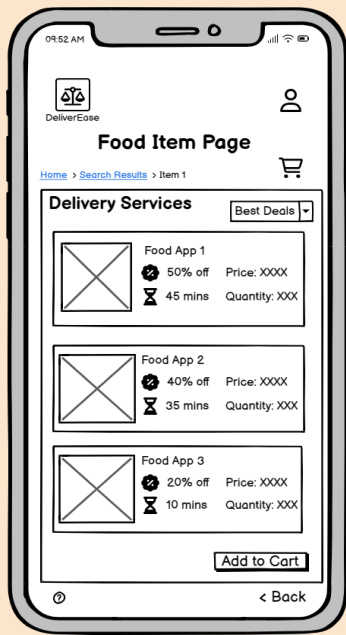 09:52 AM
DeliverEase
Food Item Page
Home > Search Results > Item 1
Delivery Services
Best Deals
Food App 1
50% off Price: XXXX
45 mins Quantity: XXX
Food App 2
40% off Price: XXXX
35 mins Quantity: XXX
Food App 3
20% off Price: XXXX
10 mins Quantity: XXX
Add to Cart
? < Back